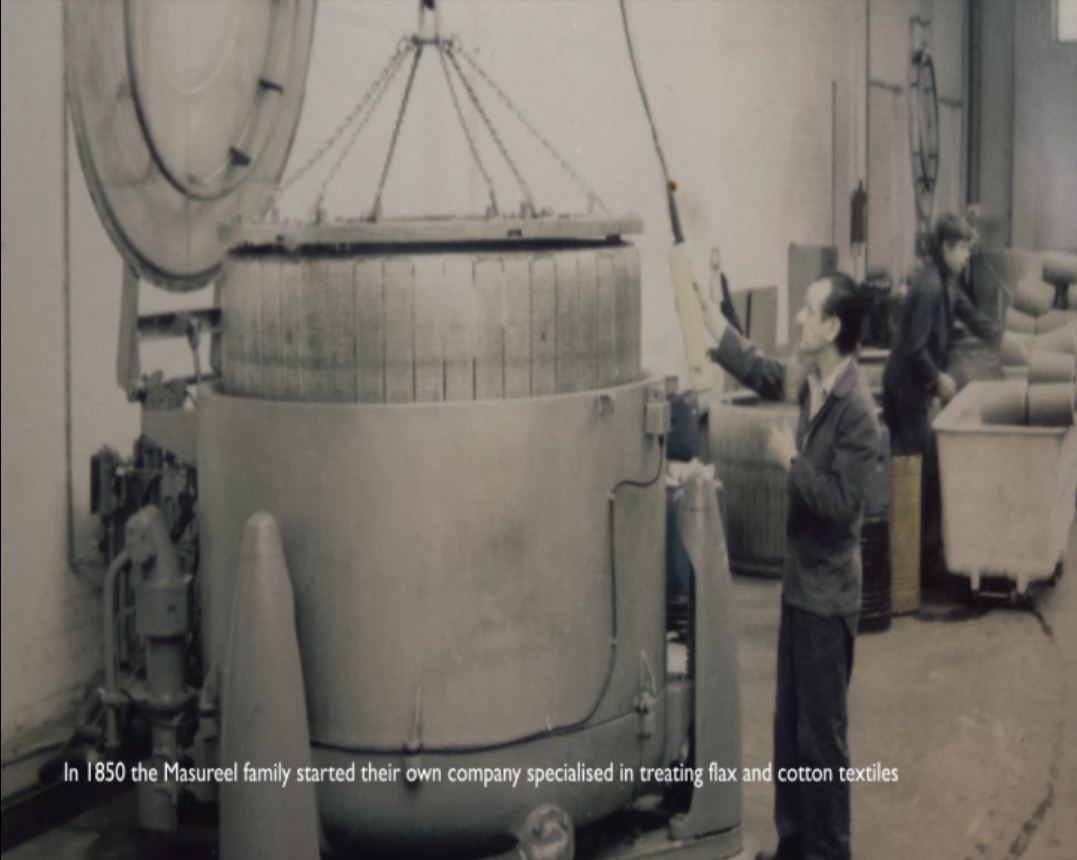 In 1850 the Masureel family started their own company specialised in treating flax and cotton textiles